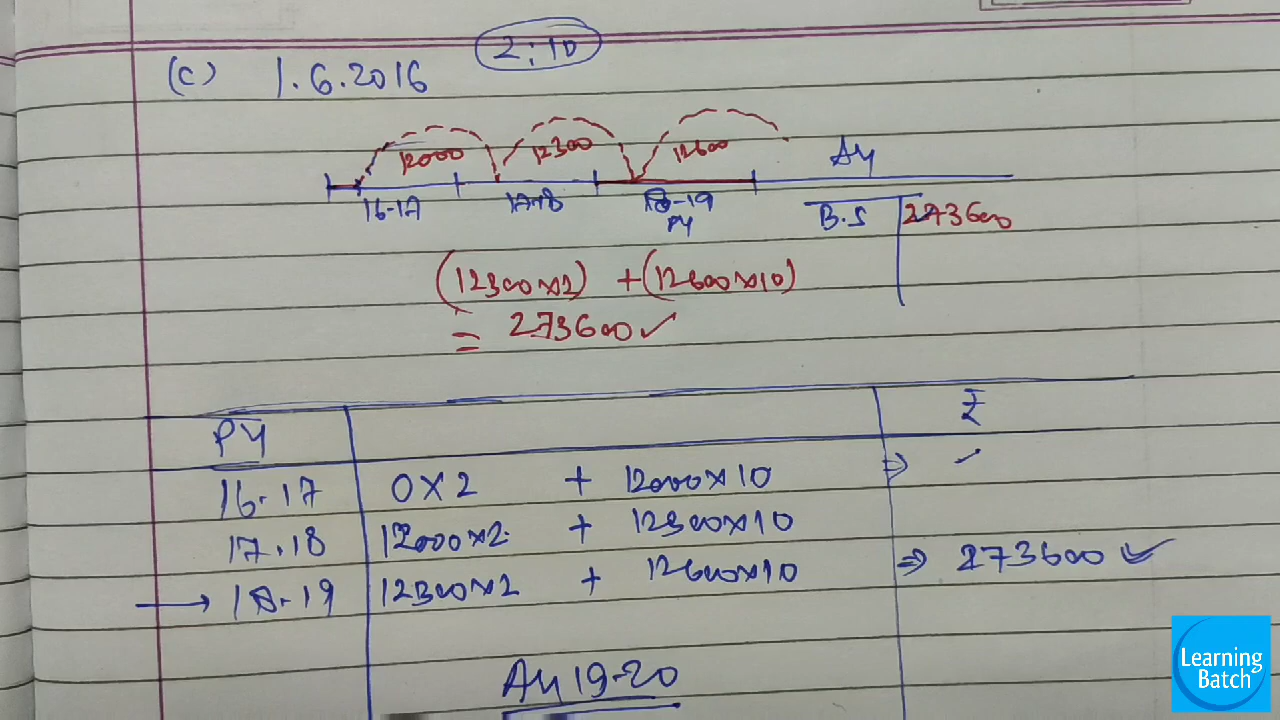 2:10
(C) 1.6.2016
12000 12300 12600 AY
16-17 17-18 18-19 B.S 273600
PY
(12300×2) + (12600×10)
= 273600 ✓
PY ₹
16-17 0×2 + 12000×10 ⇒ ✓
17-18 12000×2 + 12300×10
→ 18-19 12300×2 + 12600×10 ⇒ 273600 ✓
AY 19-20
Learning
Batch